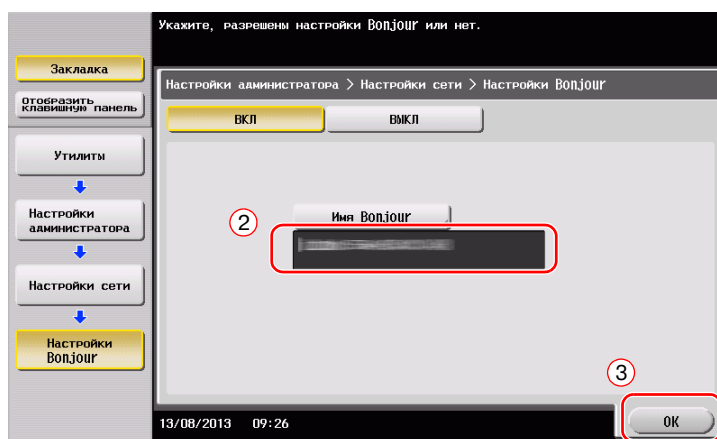 Укажите, разрешены настройки Bonjour или нет.
Закладка
Отобразить
клавишную панель
Утилиты
Настройки
администратора
Настройки сети
Настройки
Bonjour
Настройки администратора > Настройки сети > Настройки Bonjour
ВКЛ
ВЫКЛ
2
Имя Bonjour
3
13/08/2013 09:26
OK